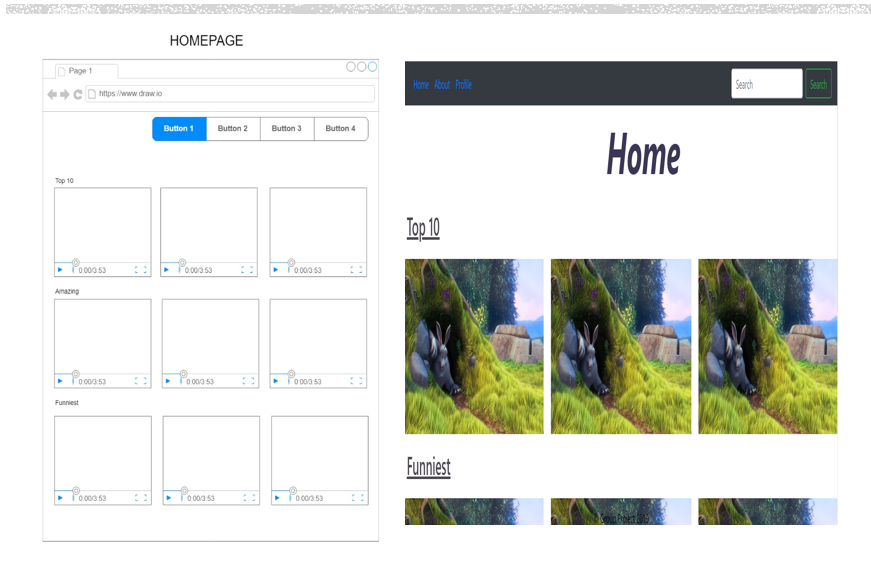 HOMEPAGE
Page 1
https://www.draw.io
Button 1 Button 2 Button 3 Button 4
Top 10
0:00/3:53 0:00/3:53 0:00/3:53
Amazing
0:00/3:53 0:00/3:53 0:00/3:53
Funniest
0:00/3:53 0:00/3:53 0:00/3:53
Home About Profile Search Search
Home
Top 10
Funniest
Group Project